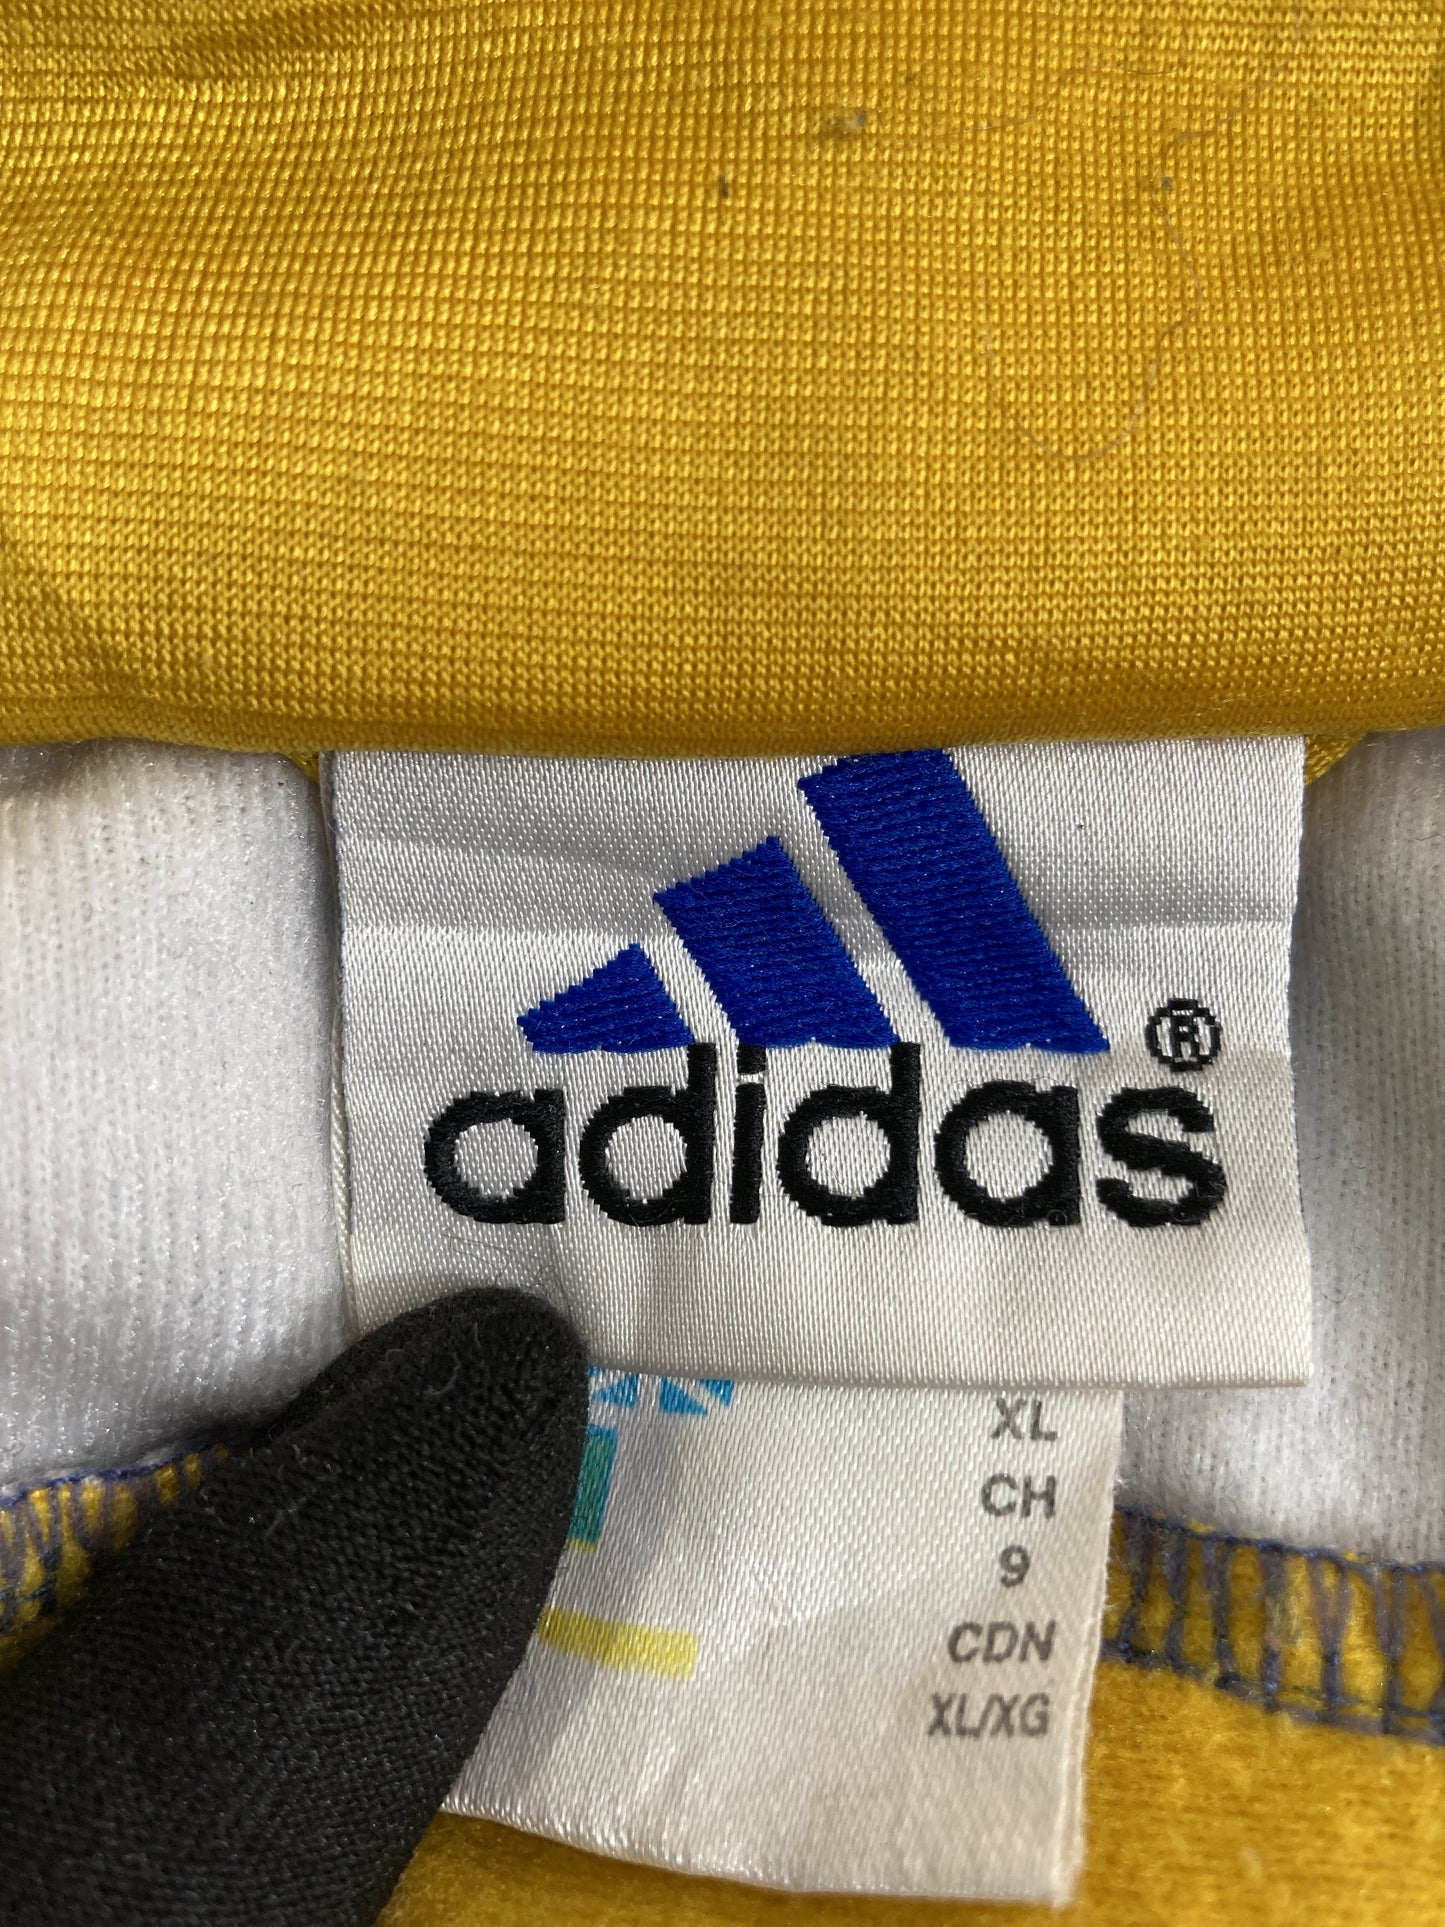 ®
adidas
XL
CH
9
CDN
XL/XG